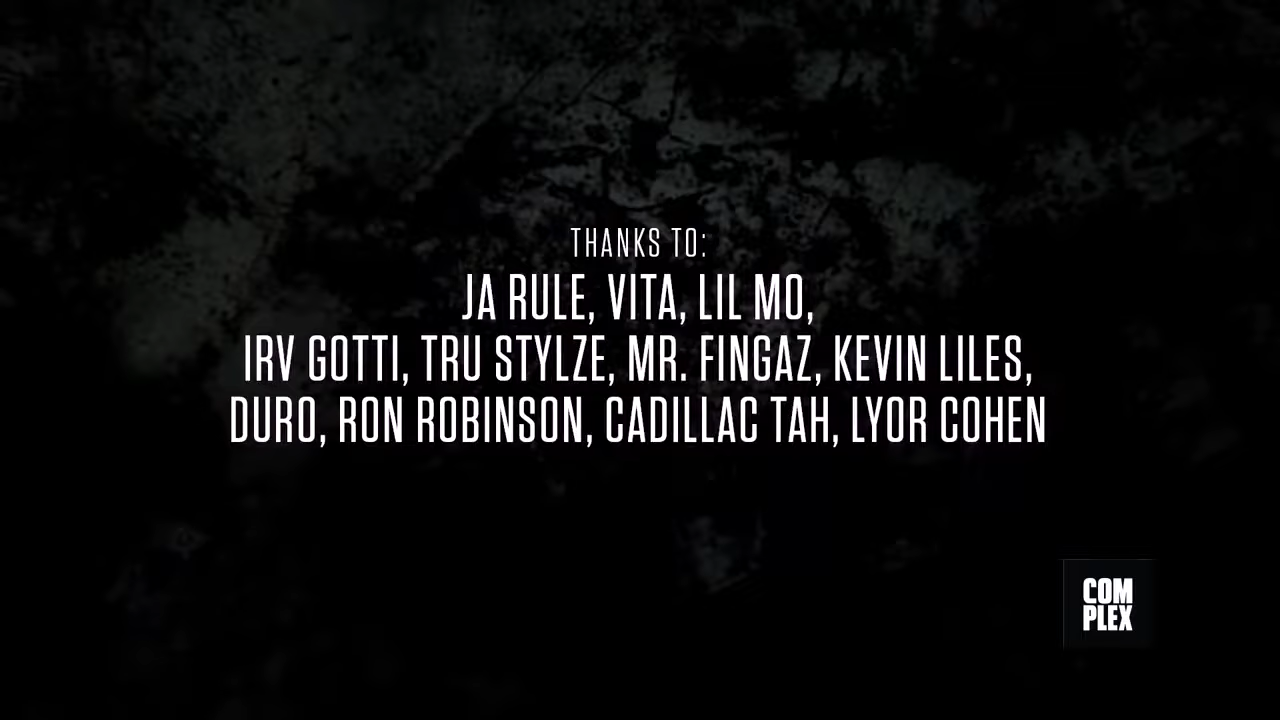 THANKS TO:
JA RULE, VITA, LIL MO,
IRV GOTTI, TRU STYLZE, MR. FINGAZ, KEVIN LILES,
DURO, RON ROBINSON, CADILLAC TAH, LYOR COHEN
COM
PLEX